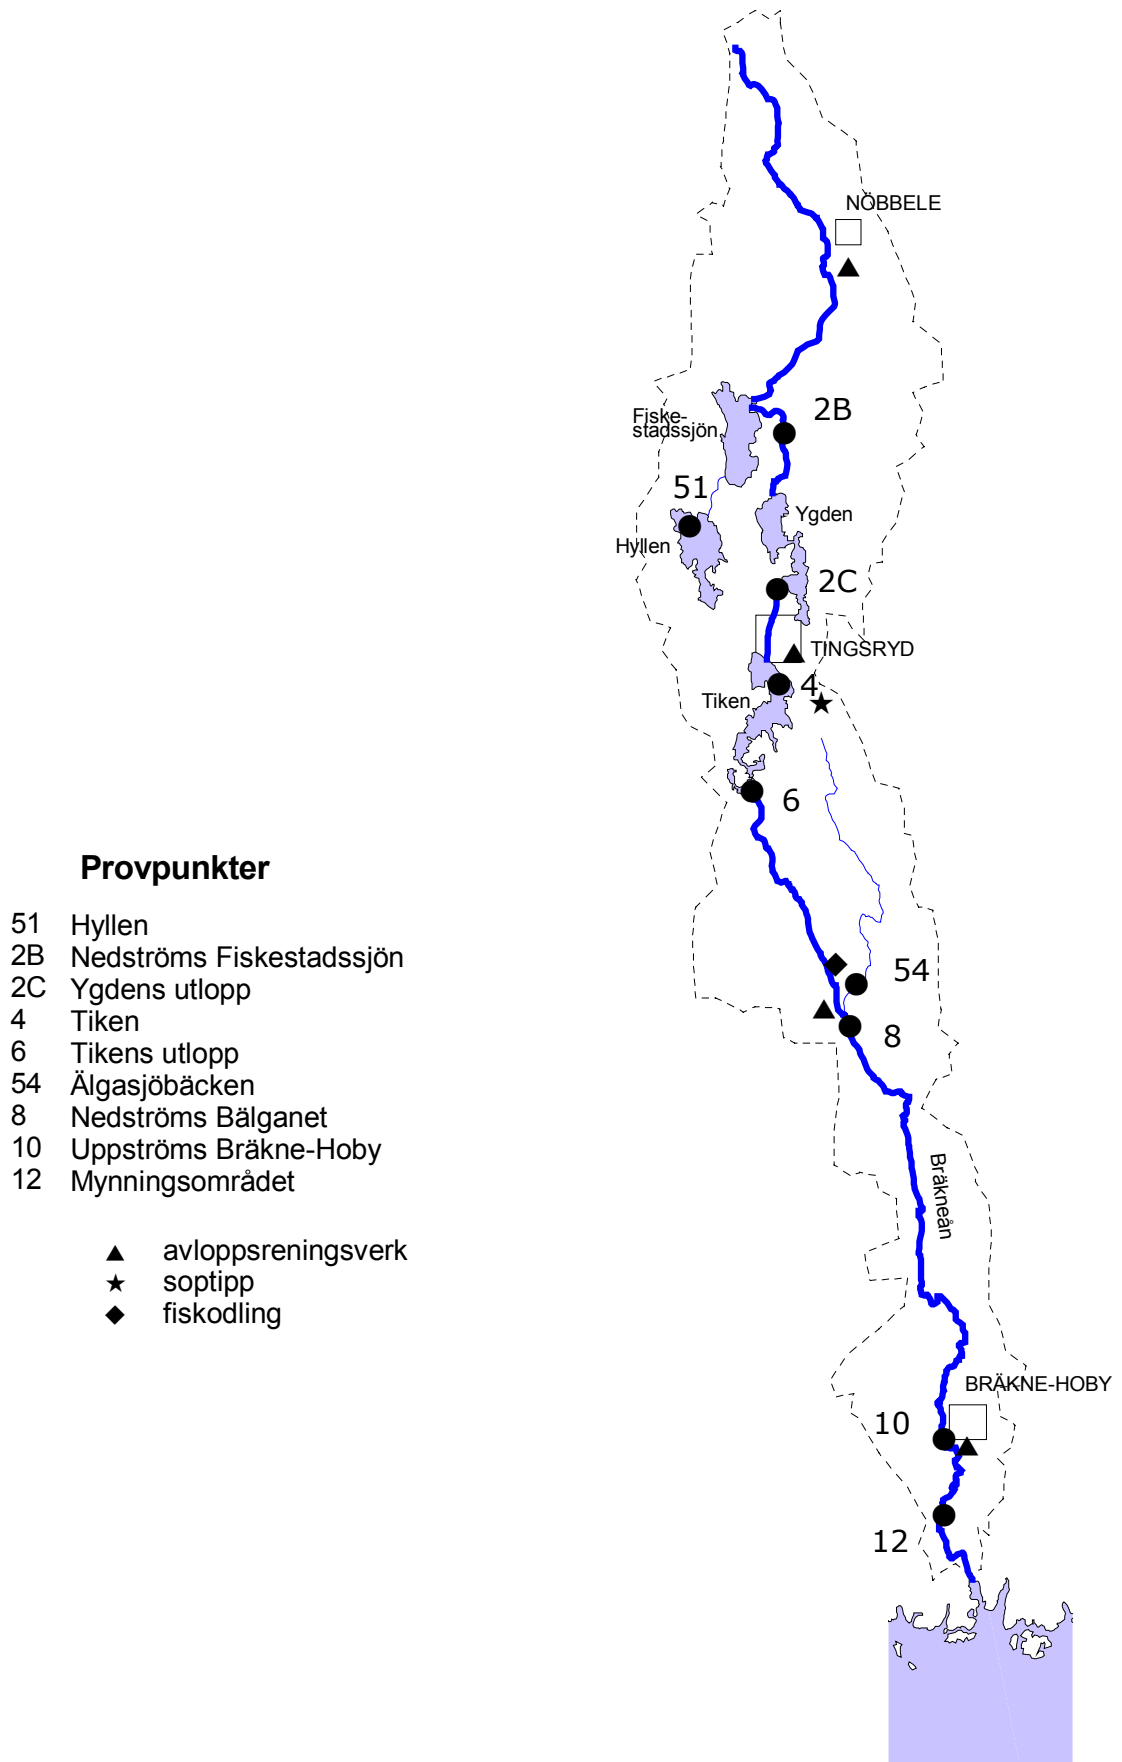 NÖBBELE
2B
Fiske-
stadssjön
51
Ygden
Hyllen
2C
TINGSRYD
4
Tiken
6
Provpunkter
51 Hyllen
2B Nedströms Fiskestadssjön
2C Ygdens utlopp
4 Tiken
6 Tikens utlopp
54 Älgasjöbäcken
8 Nedströms Bälganet
10 Uppströms Bräkne-Hoby
12 Mynningsområdet
avloppsreningsverk
soptipp
fiskodling
54
8
Bräkneån
BRÄKNE-HOBY
10
12